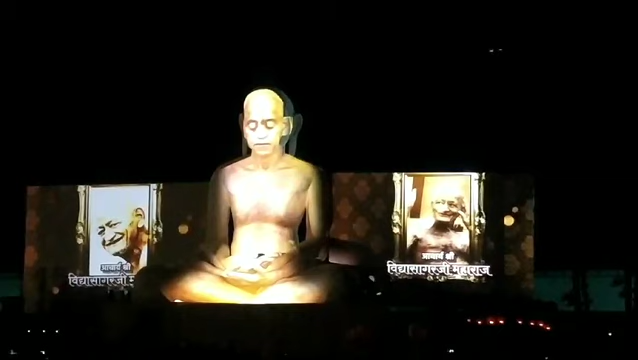 आचार्य श्री
विद्यासागरजी
आचार्य श्री
विद्यासागरजी महाराज